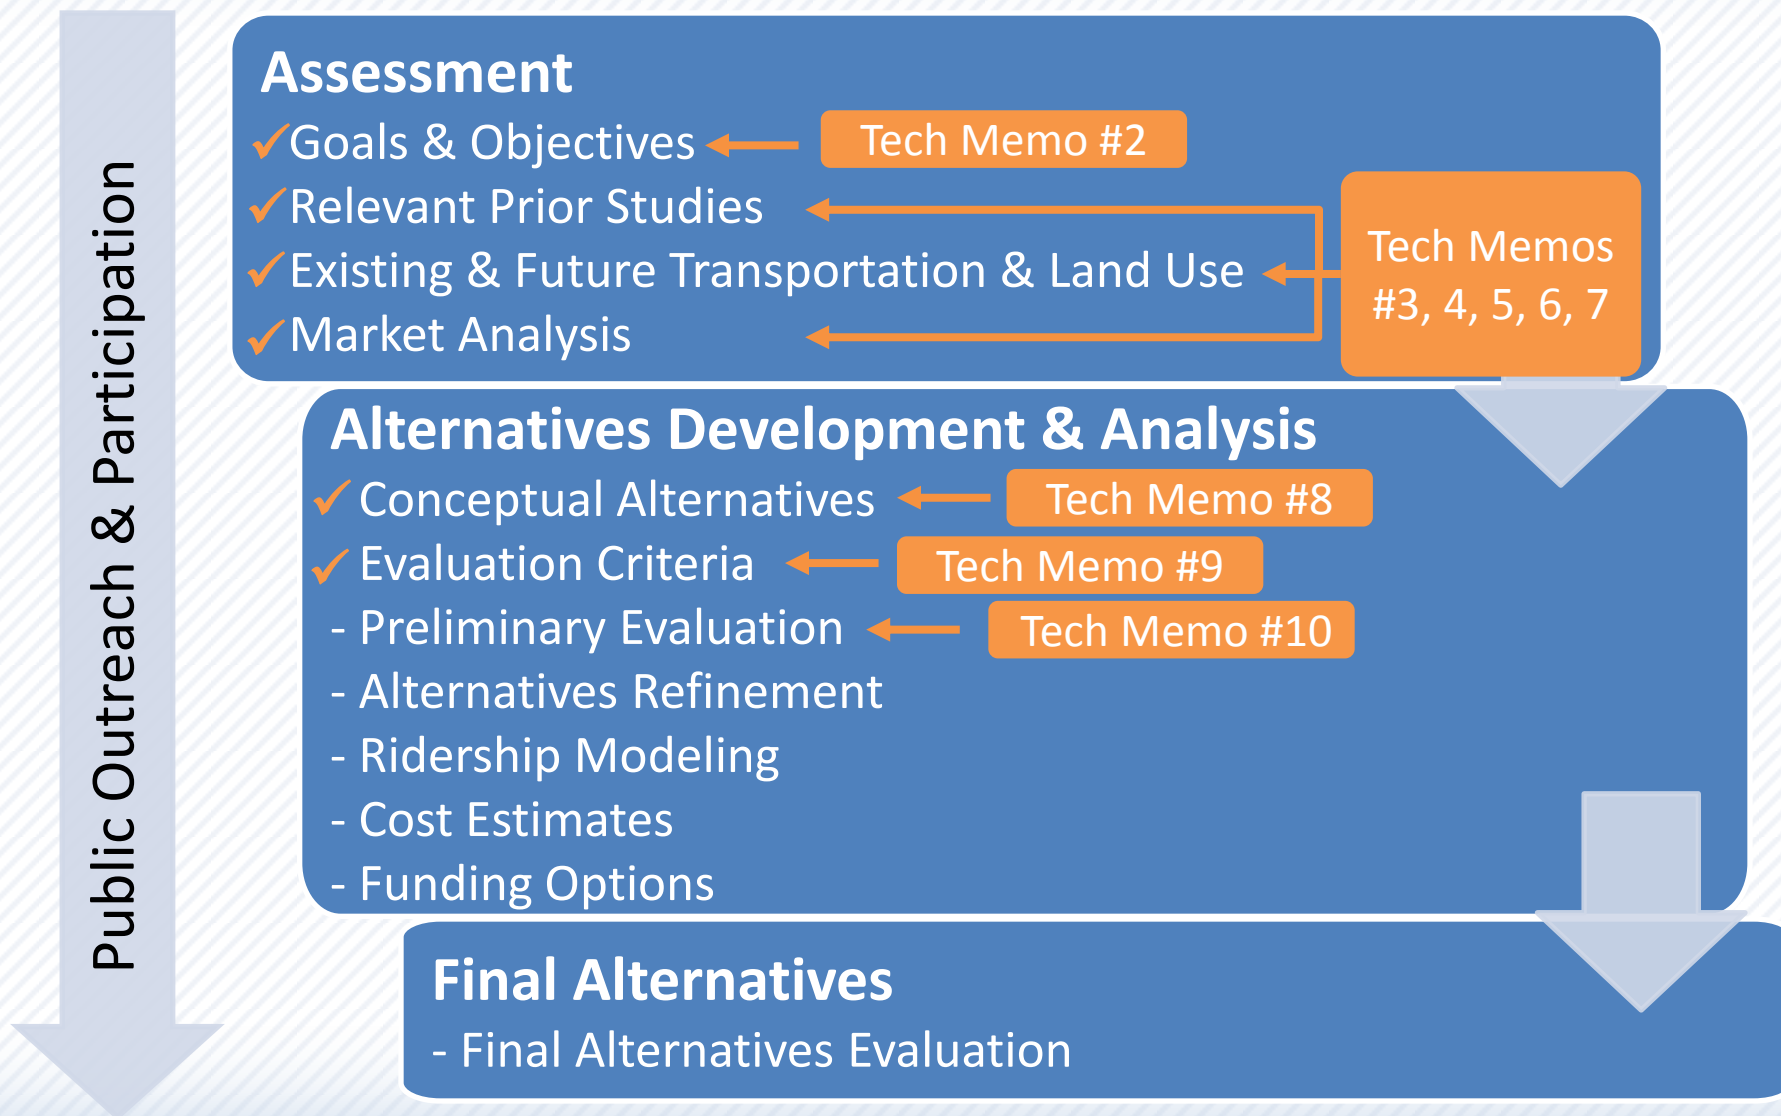 Public Outreach & Participation
Assessment
✓Goals & Objectives
Tech Memo #2
✓Relevant Prior Studies
✓Existing & Future Transportation & Land Use
✓Market Analysis
Tech Memos
#3, 4, 5, 6, 7
Alternatives Development & Analysis
✓Conceptual Alternatives
Tech Memo #8
✓Evaluation Criteria
Tech Memo #9
- Preliminary Evaluation
Tech Memo #10
- Alternatives Refinement
- Ridership Modeling
- Cost Estimates
- Funding Options
Final Alternatives
- Final Alternatives Evaluation